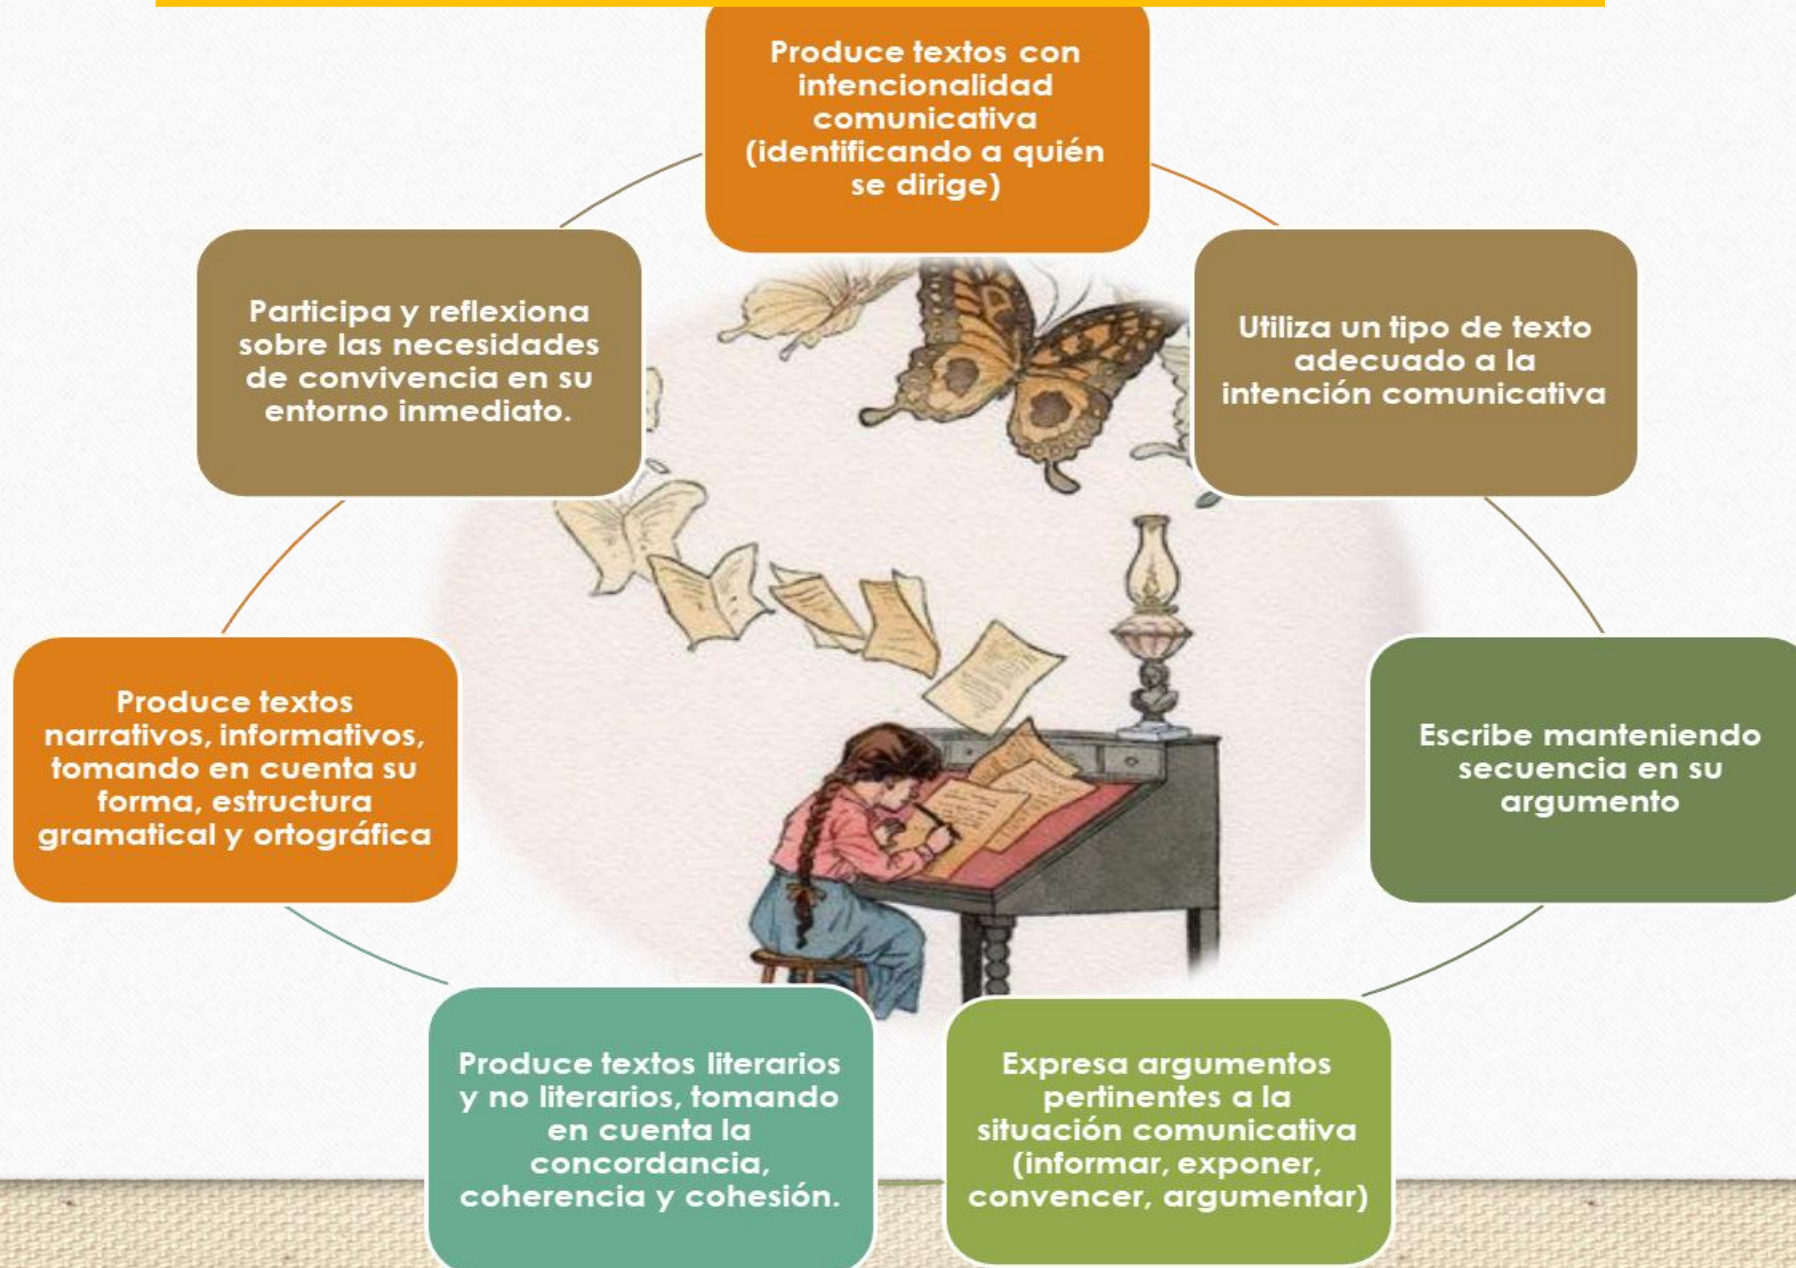 Produce textos con
intencionalidad
comunicativa
(identificando a quién
se dirige)
Utiliza un tipo de texto
adecuado a la
intención comunicativa
Escribe manteniendo
secuencia en su
argumento
Expresa argumentos
pertinentes a la
situación comunicativa
(informar, exponer,
convencer, argumentar)
Produce textos literarios
y no literarios, tomando
en cuenta la
concordancia,
coherencia y cohesión.
Produce textos
narrativos, informativos,
tomando en cuenta su
forma, estructura
gramatical y ortográfica
Participa y reflexiona
sobre las necesidades
de convivencia en su
entorno inmediato.